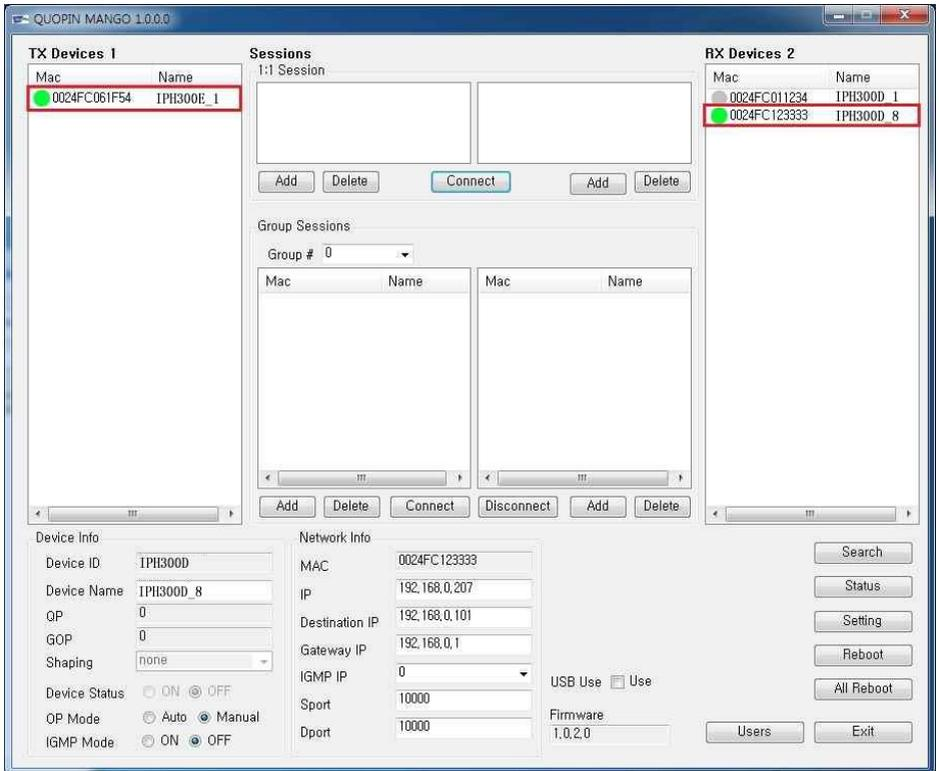 QUOPIN MANGO 1.0.0.0
TX Devices 1
Mac Name
0024FC061F54 IPH300E_1
Sessions
1:1 Session
Add Delete Connect Add Delete
Group Sessions
Group # 0
Mac Name Mac Name
Add Delete Connect Disconnect Add Delete
RX Devices 2
Mac Name
0024FC011234 IPH300D_1
0024FC123333 IPH300D_8
Device Info
Device ID IPH300D
Device Name IPH300D_8
QP 0
GOP 0
Shaping none
Device Status ON OFF
OP Mode Auto Manual
IGMP Mode ON OFF
Network Info
MAC 0024FC123333
IP 192,168,0,207
Destination IP 192,168,0,101
Gateway IP 192,168,0,1
IGMP IP 0
Sport 10000
Dport 10000
USB Use Use
Firmware
1,0,2,0
Search
Status
Setting
Reboot
All Reboot
Users Exit